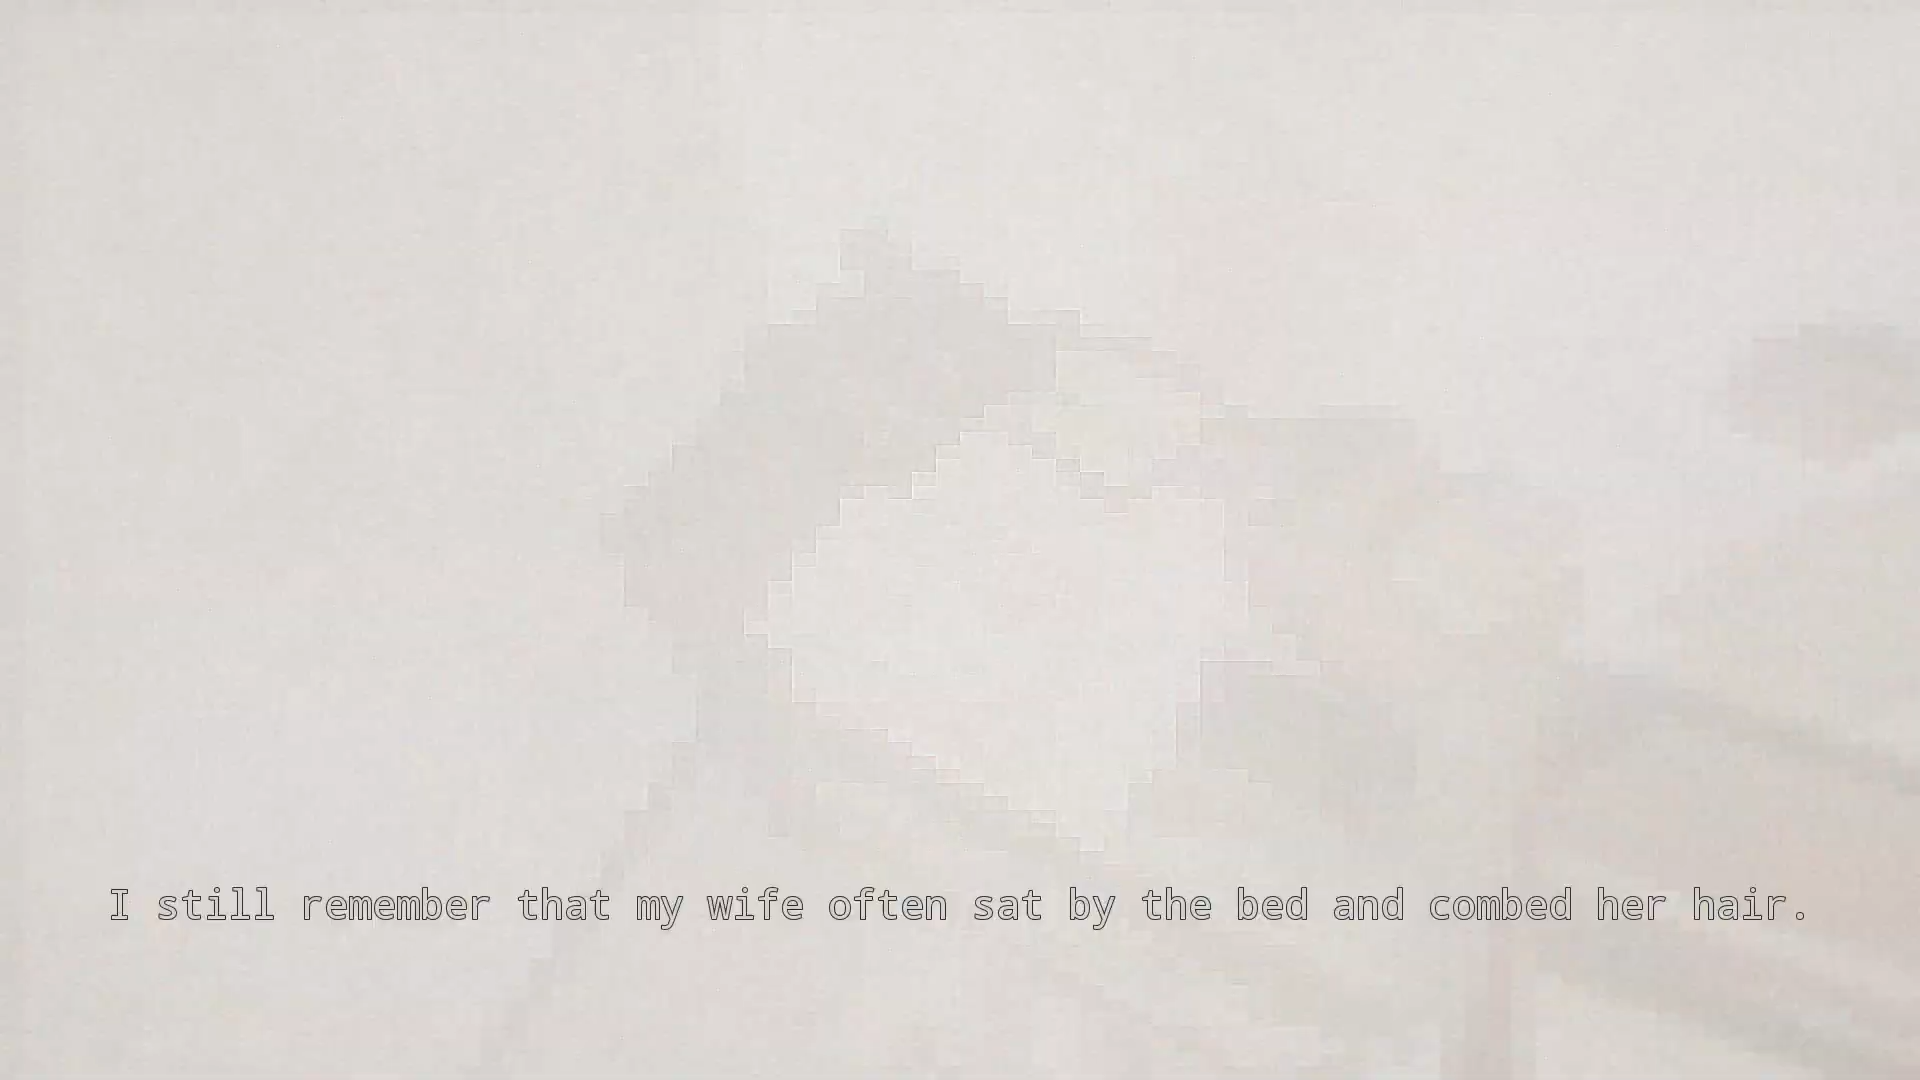 I still remember that my wife often sat by the bed and combed her hair.